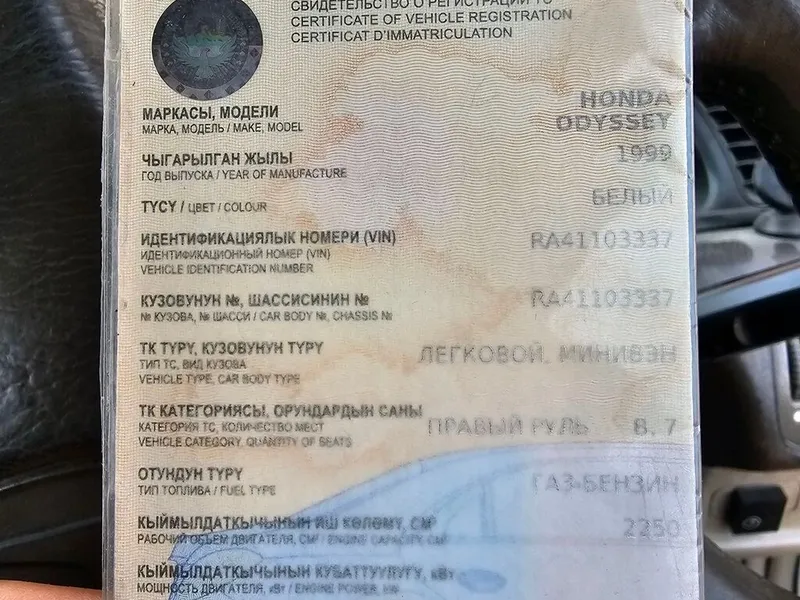 СВИДЕТЕЛЬСТВО О РЕГИСТРАЦИИ ТС
CERTIFICATE OF VEHICLE REGISTRATION
CERTIFICAT D'IMMATRICULATION
МАРКАСЫ, МОДЕЛИ
HONDA
МАРКА, МОДЕЛЬ / MAKE, MODEL
ODYSSEY
ЧЫГАРЫЛГАН ЖЫЛЫ
1999
ГОД ВЫПУСКА / YEAR OF MANUFACTURE
ТҮСҮ / ЦВЕТ / COLOUR
БЕЛЫЙ
ИДЕНТИФИКАЦИЯЛЫК НОМЕРИ (VIN)
RA41103337
ИДЕНТИФИКАЦИОННЫЙ НОМЕР (VIN)
VEHICLE IDENTIFICATION NUMBER
КУЗОВУНУН №, ШАССИСИНИН №
RA41103337
№ КУЗОВА, № ШАССИ / CAR BODY №, CHASSIS №
ТК ТҮРҮ, КУЗОВУНУН ТҮРҮ
ЛЕГКОВОЙ, МИНИВЭН
ТИП ТС, ВИД КУЗОВА
VEHICLE TYPE, CAR BODY TYPE
ТК КАТЕГОРИЯСЫ, ОРУНДАРДЫН САНЫ
КАТЕГОРИЯ ТС, КОЛИЧЕСТВО МЕСТ
ПРАВЫЙ РУЛЬ B, 7
VEHICLE CATEGORY, QUANTITY OF SEATS
ОТУНДУН ТҮРҮ
ГАЗ-БЕНЗИН
ТИП ТОПЛИВА / FUEL TYPE
КЫЙМЫЛДАТКЫЧЫНЫН ИШ КӨЛӨМҮ, СМ³
2250
РАБОЧИЙ ОБЪЕМ ДВИГАТЕЛЯ, СМ³ / ENGINE CAPACITY, СМ³
КЫЙМЫЛДАТКЫЧЫНЫН КУБАТТУУЛУГУ, кВт
МОЩНОСТЬ ДВИГАТЕЛЯ, кВт / ENGINE POWER, kW